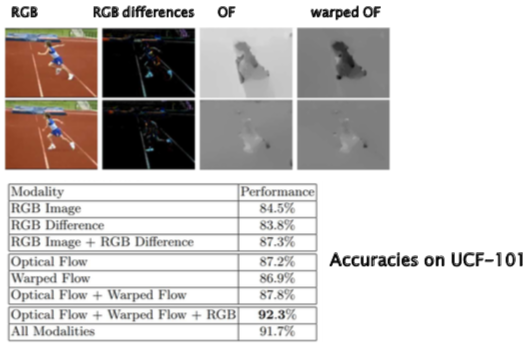 RGB RGB differences OF warped OF
Modality Performance
RGB Image 84.5%
RGB Difference 83.8%
RGB Image + RGB Difference 87.3%
Optical Flow 87.2%
Warped Flow 86.9%
Optical Flow + Warped Flow 87.8%
Optical Flow + Warped Flow + RGB 92.3%
All Modalities 91.7%
Accuracies on UCF-101